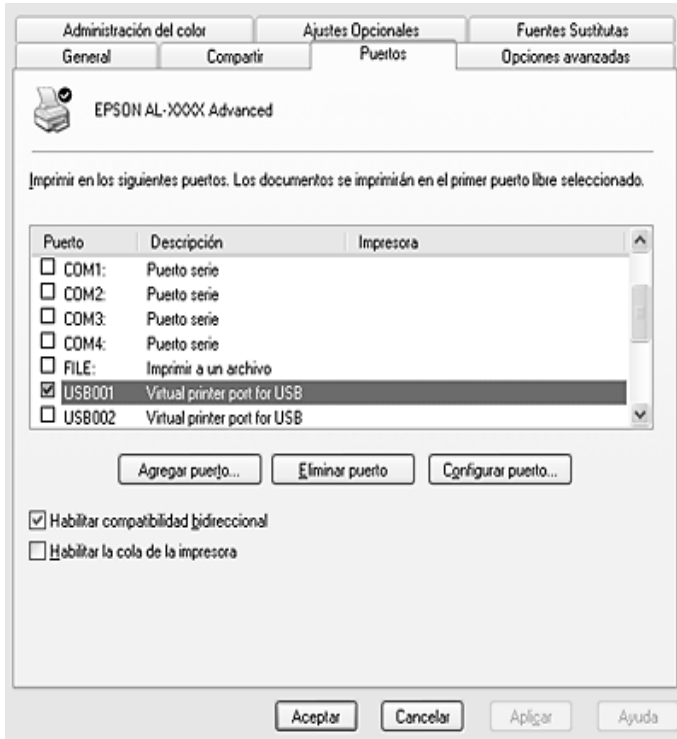 Administración del color Ajustes Opcionales Fuentes Sustitutas
General Compartir Puertos Opciones avanzadas
EPSON AL-XXXX Advanced
Imprimir en los siguientes puertos. Los documentos se imprimirán en el primer puerto libre seleccionado.
Puerto Descripción Impresora
COM1: Puerto serie
COM2: Puerto serie
COM3: Puerto serie
COM4: Puerto serie
FILE: Imprimir a un archivo
USB001 Virtual printer port for USB
USB002 Virtual printer port for USB
Agregar puerto... Eliminar puerto Configurar puerto...
Habilitar compatibilidad bidireccional
Habilitar la cola de la impresora
Aceptar Cancelar Aplicar Ayuda